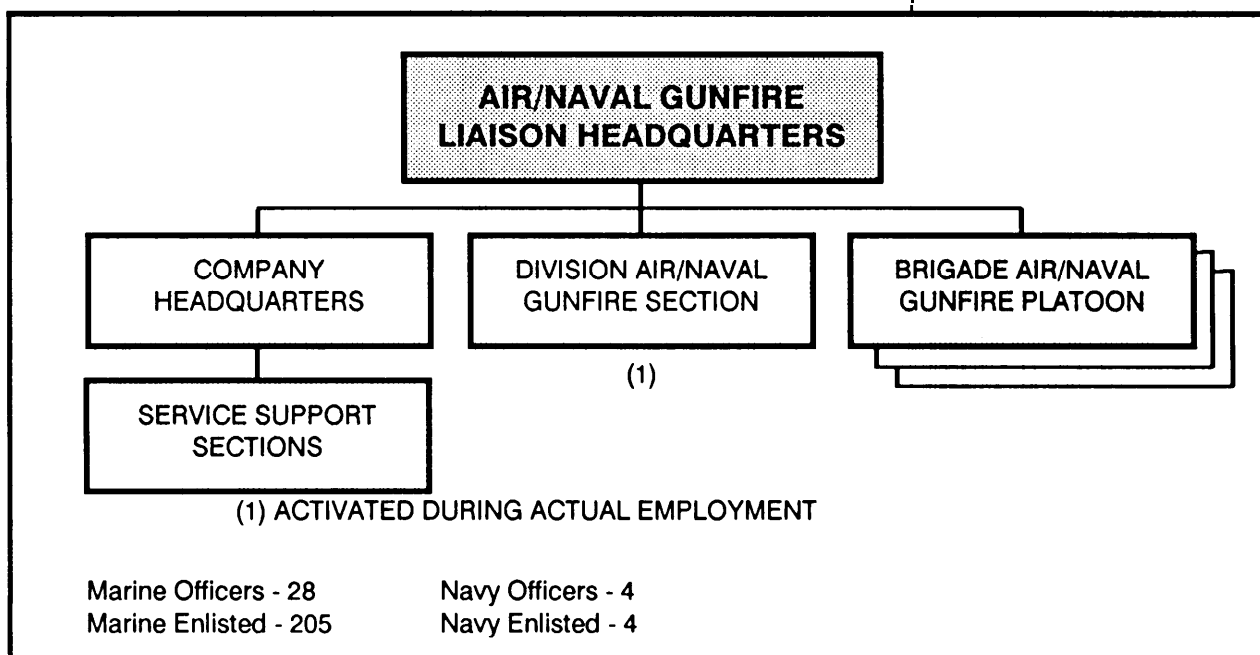 AIR/NAVAL GUNFIRE
LIAISON HEADQUARTERS
COMPANY
HEADQUARTERS
DIVISION AIR/NAVAL
GUNFIRE SECTION
BRIGADE AIR/NAVAL
GUNFIRE PLATOON
(1)
SERVICE SUPPORT
SECTIONS
(1) ACTIVATED DURING ACTUAL EMPLOYMENT
Marine Officers - 28
Navy Officers - 4
Marine Enlisted - 205
Navy Enlisted - 4